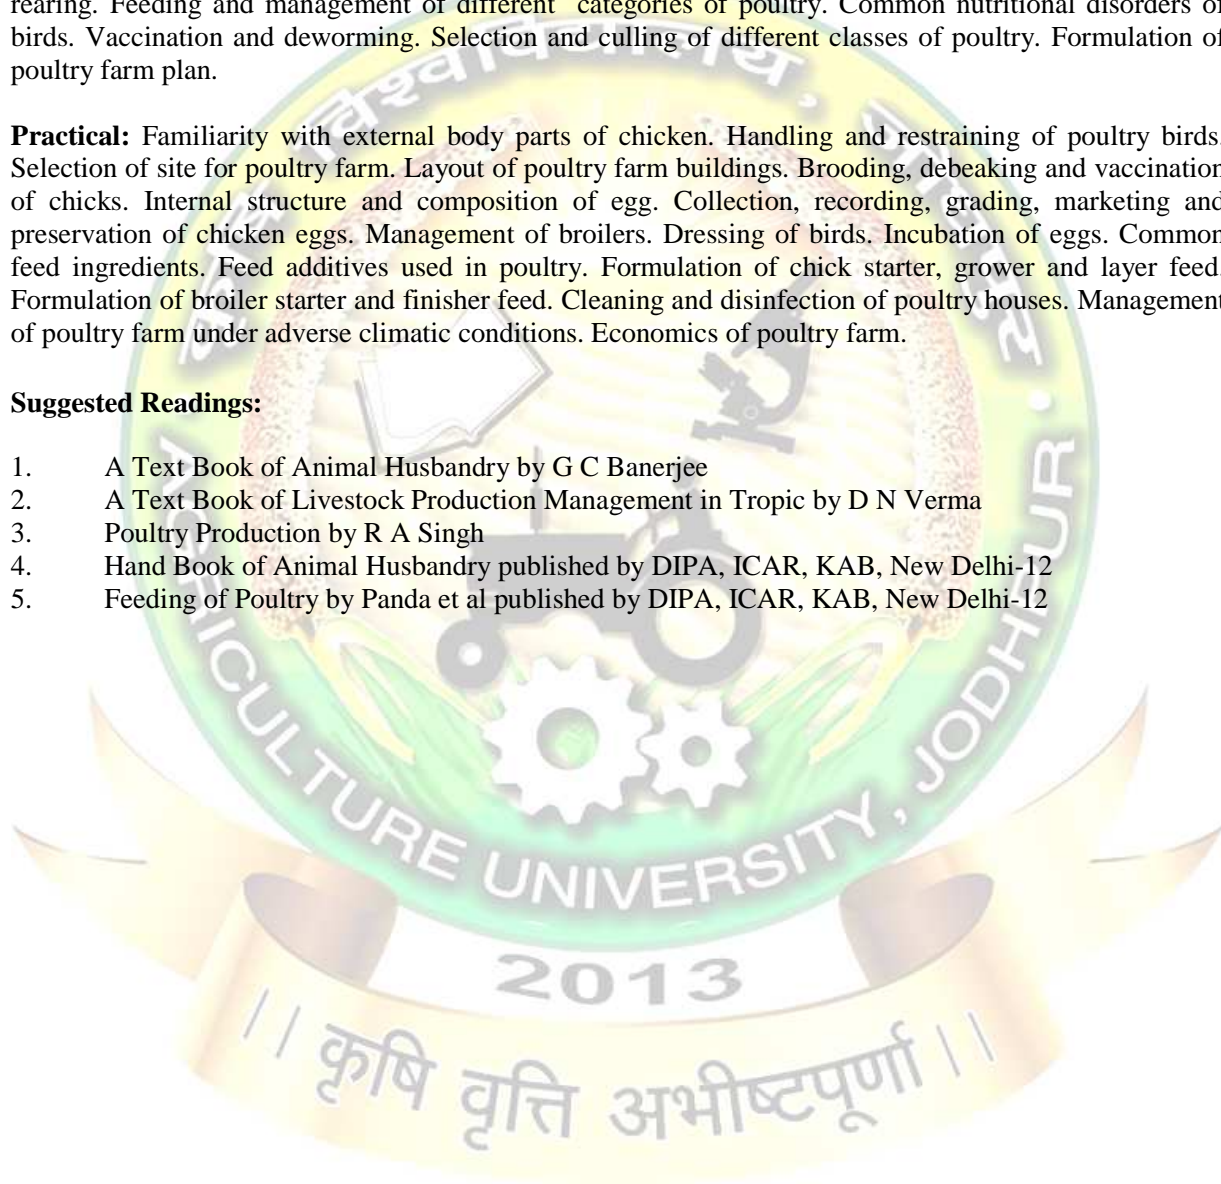 rearing. Feeding and management of different categories of poultry. Common nutritional disorders of
birds. Vaccination and deworming. Selection and culling of different classes of poultry. Formulation of
poultry farm plan.
Practical: Familiarity with external body parts of chicken. Handling and restraining of poultry birds.
Selection of site for poultry farm. Layout of poultry farm buildings. Brooding, debeaking and vaccination
of chicks. Internal structure and composition of egg. Collection, recording, grading, marketing and
preservation of chicken eggs. Management of broilers. Dressing of birds. Incubation of eggs. Common
feed ingredients. Feed additives used in poultry. Formulation of chick starter, grower and layer feed.
Formulation of broiler starter and finisher feed. Cleaning and disinfection of poultry houses. Management
of poultry farm under adverse climatic conditions. Economics of poultry farm.
Suggested Readings:
1. A Text Book of Animal Husbandry by G C Banerjee
2. A Text Book of Livestock Production Management in Tropic by D N Verma
3. Poultry Production by R A Singh
4. Hand Book of Animal Husbandry published by DIPA, ICAR, KAB, New Delhi-12
5. Feeding of Poultry by Panda et al published by DIPA, ICAR, KAB, New Delhi-12
कृषि विश्वविद्यालय, जोधपुर
AGRICULTURE UNIVERSITY, JODHPUR
2013
|| कृषि वृत्ति अभीष्टपूर्णा ||